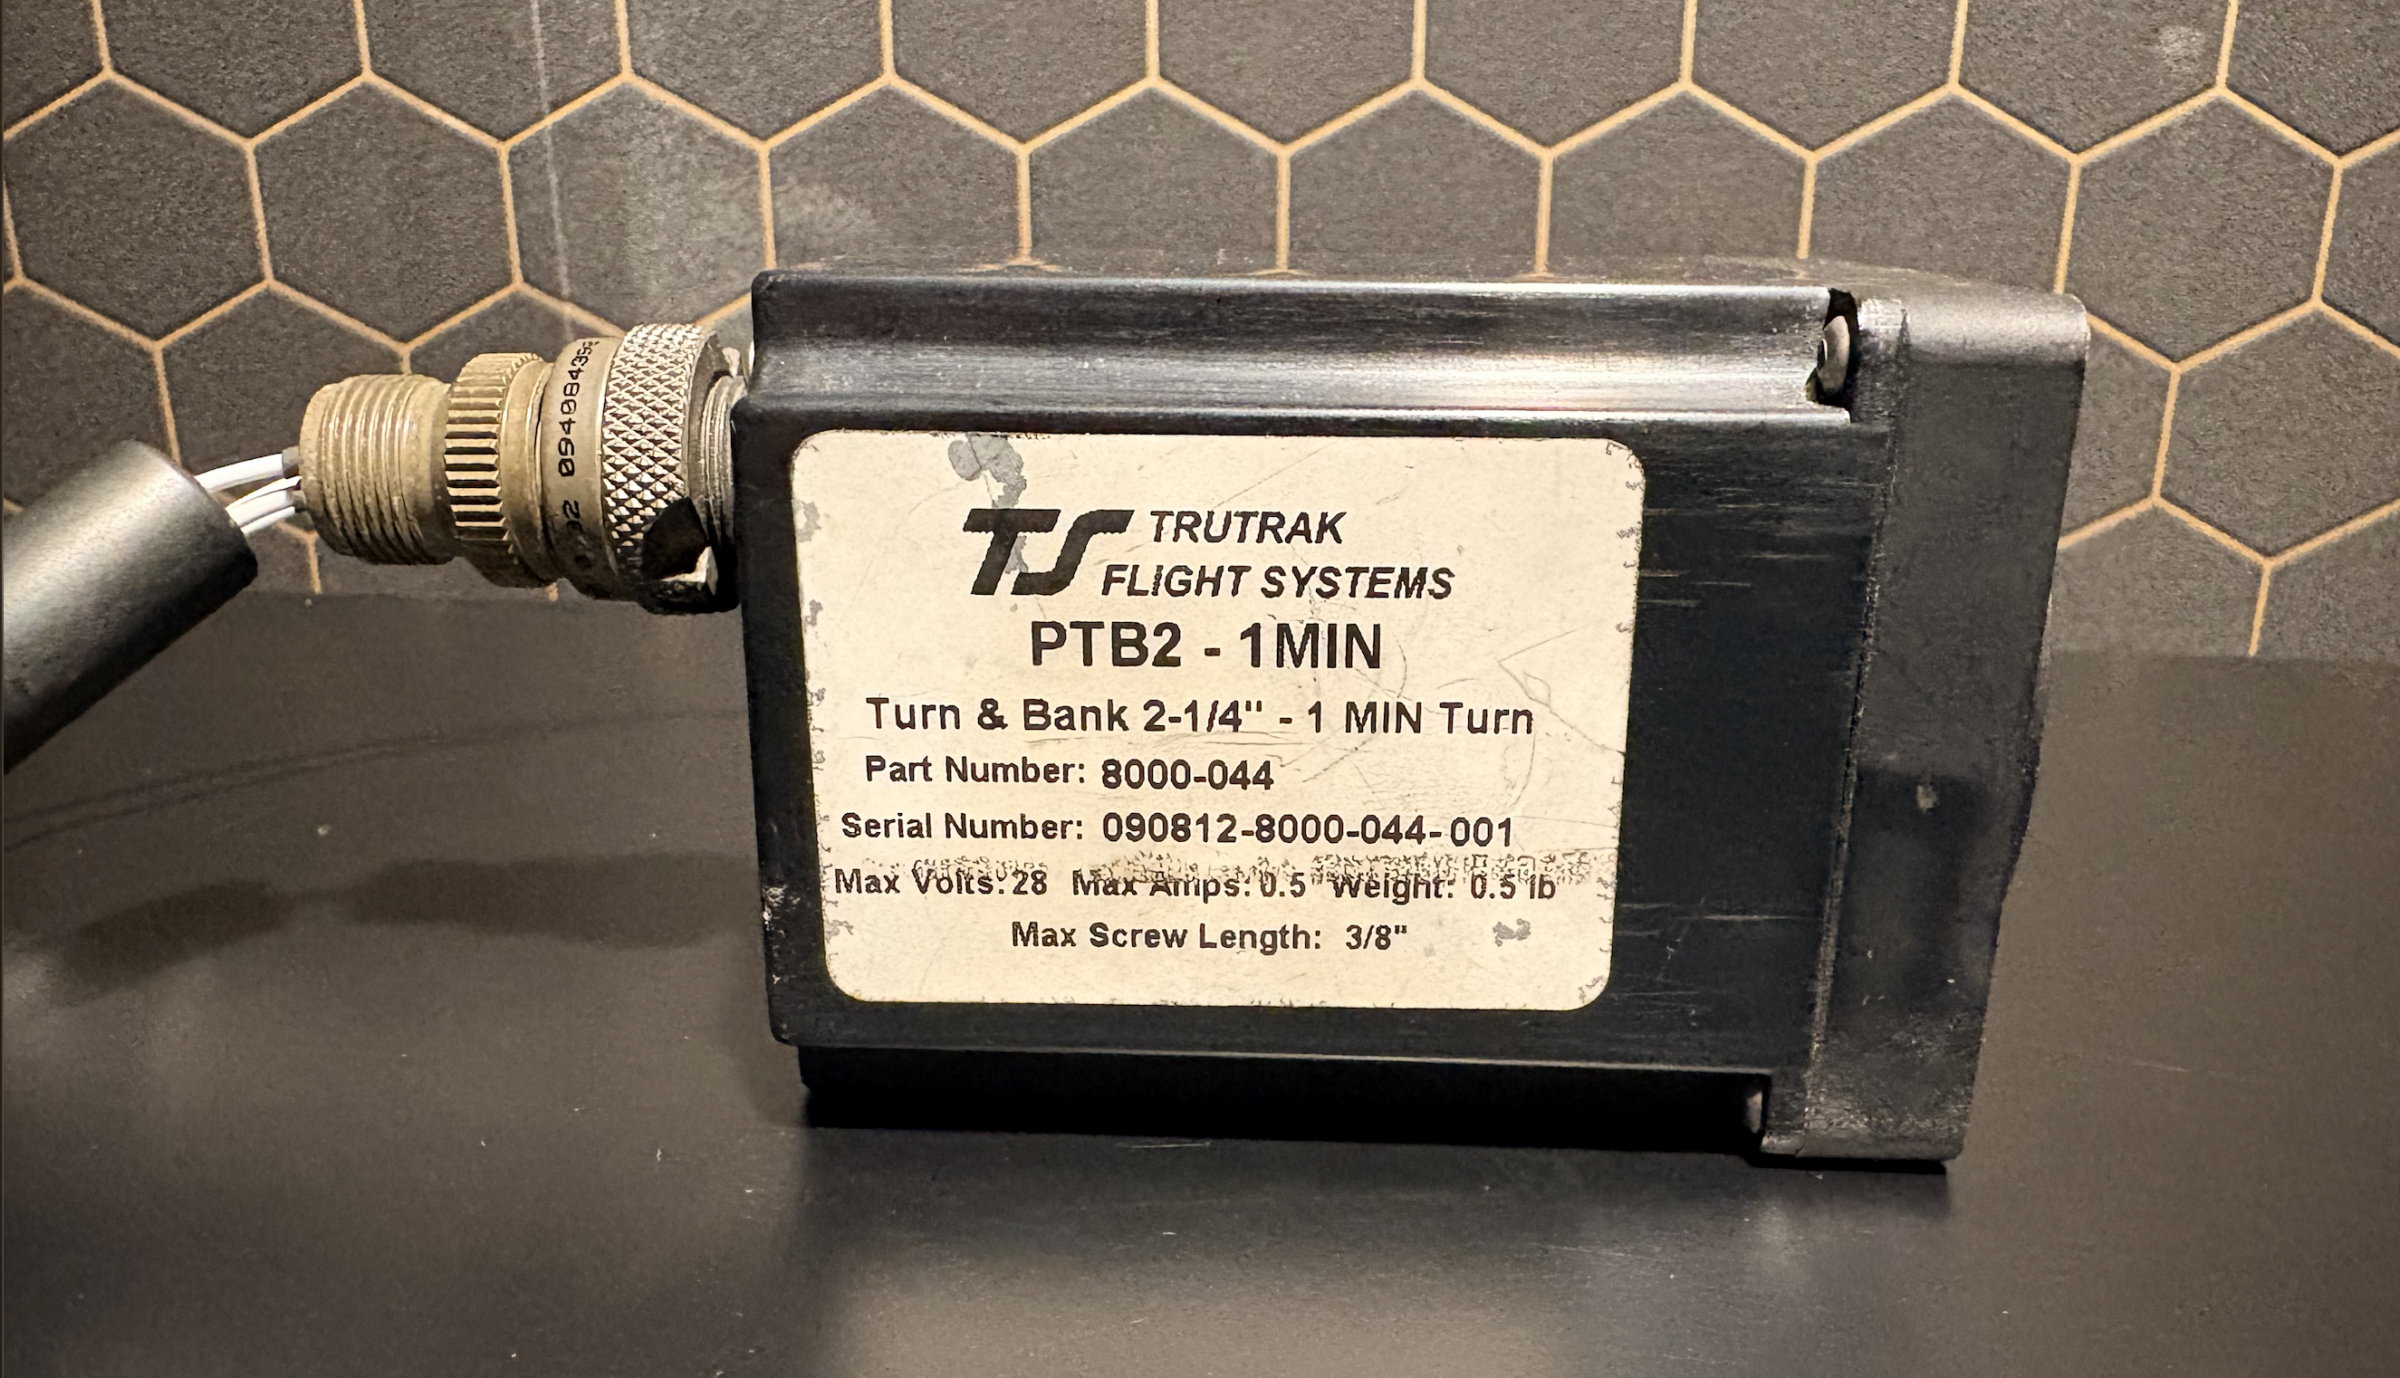 TS TRUTRAK
FLIGHT SYSTEMS
PTB2 - 1MIN
Turn & Bank 2-1/4" - 1 MIN Turn
Part Number: 8000-044
Serial Number: 090812-8000-044-001
Max Volts: 28 Max Amps: 0.5 Weight: 0.5 lb
Max Screw Length: 3/8"